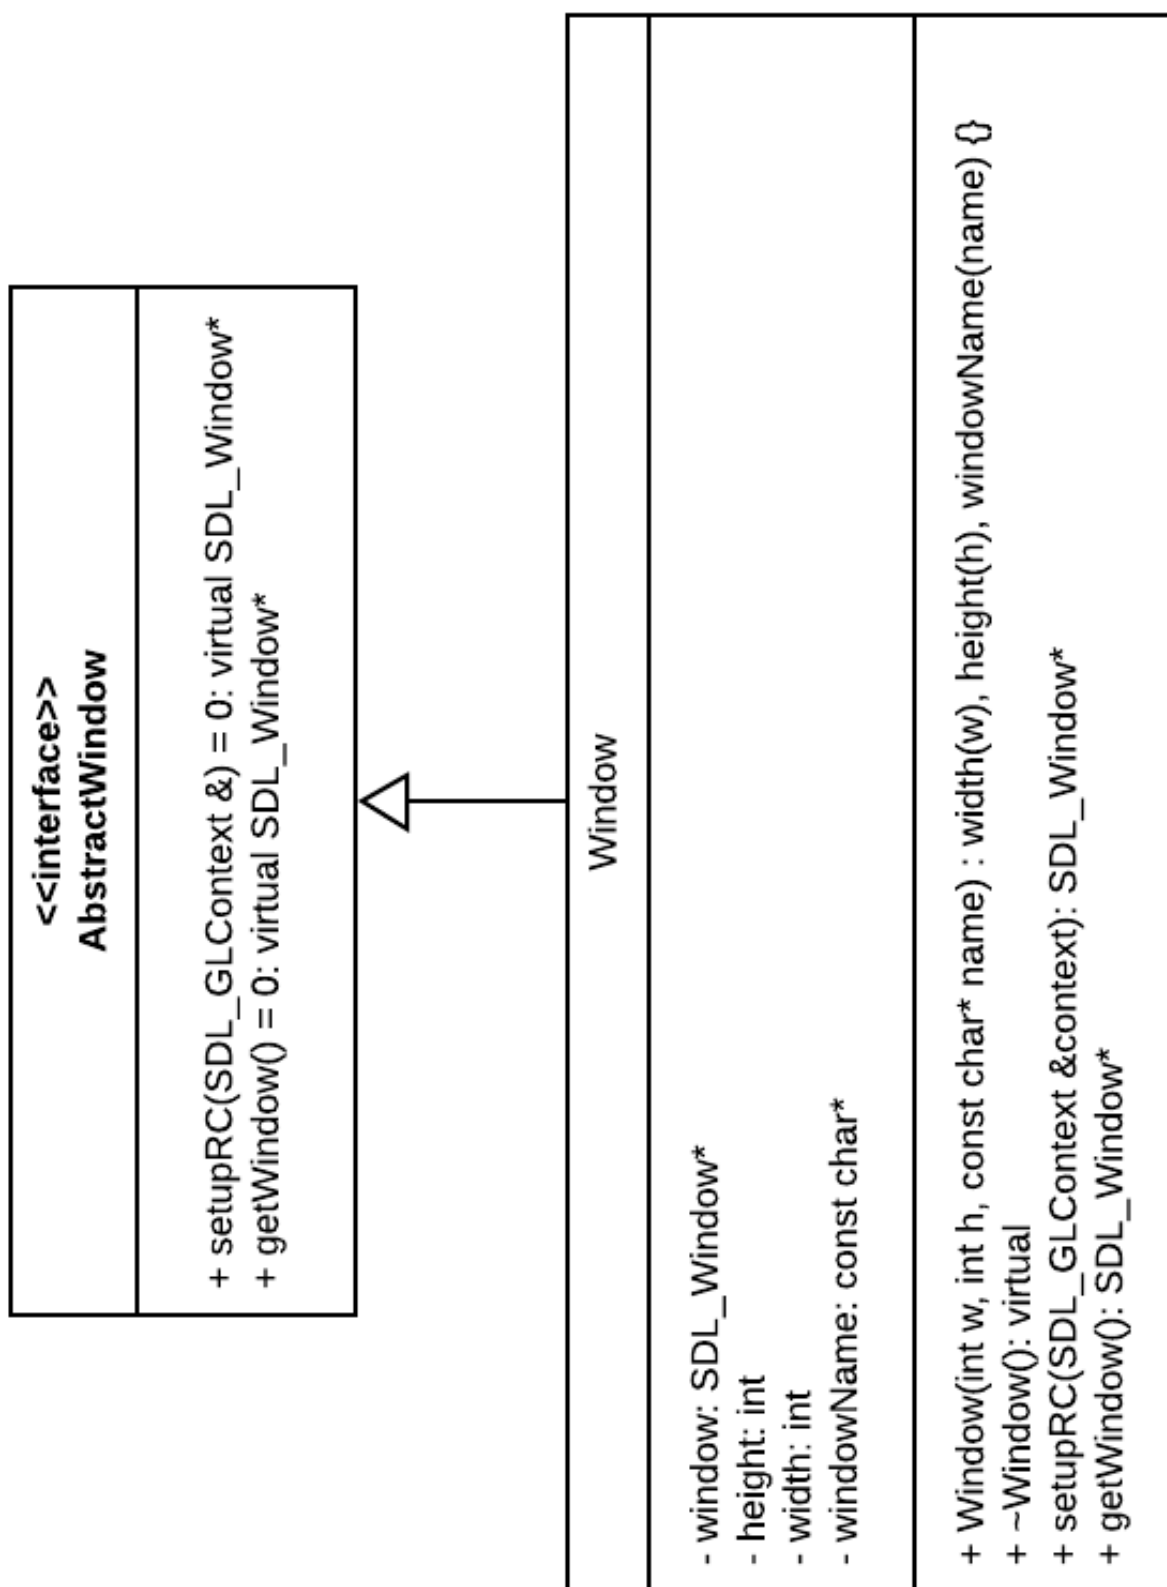 <<interface>>
AbstractWindow
+ setupRC(SDL_GLContext &) = 0: virtual SDL_Window*
+ getWindow() = 0: virtual SDL_Window*
Window
- window: SDL_Window*
- height: int
- width: int
- windowName: const char*
+ Window(int w, int h, const char* name) : width(w), height(h), windowName(name) {}
+ ~Window(): virtual
+ setupRC(SDL_GLContext &context): SDL_Window*
+ getWindow(): SDL_Window*